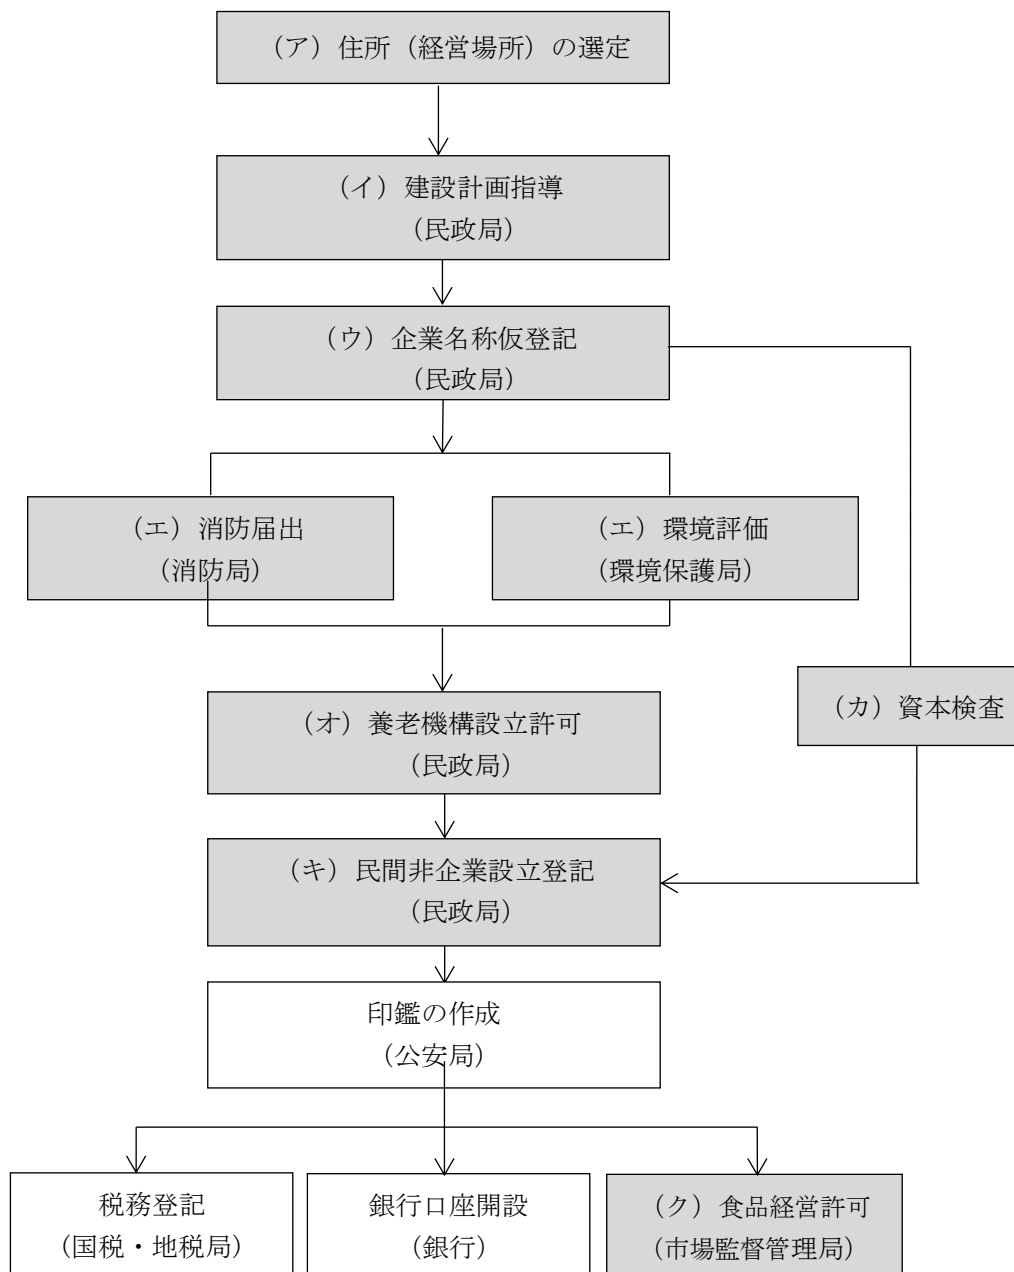 （ア）住所（経営場所）の選定
（イ）建設計画指導
（民政局）
（ウ）企業名称仮登記
（民政局）
（エ）消防届出
（消防局）
（エ）環境評価
（環境保護局）
（オ）養老機構設立許可
（民政局）
（カ）資本検査
（キ）民間非企業設立登記
（民政局）
印鑑の作成
（公安局）
税務登記
（国税・地税局）
銀行口座開設
（銀行）
（ク）食品経営許可
（市場監督管理局）